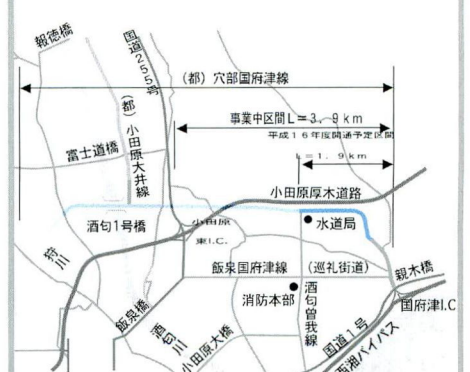 報徳橋
国道255号
(都)穴部国府津線
(都)小田原大井線
事業中区間L=3.9km
平成16年度開通予定区間
L=1.9km
富士道橋
小田原厚木道路
酒匂1号橋
小田原
東I.C.
水道局
狩川
飯泉国府津線 (巡礼街道)
親木橋
飯泉橋
消防本部
酒匂曽我線
国府津I.C
酒匂川
小田原大橋
国道1号
西湘バイパス